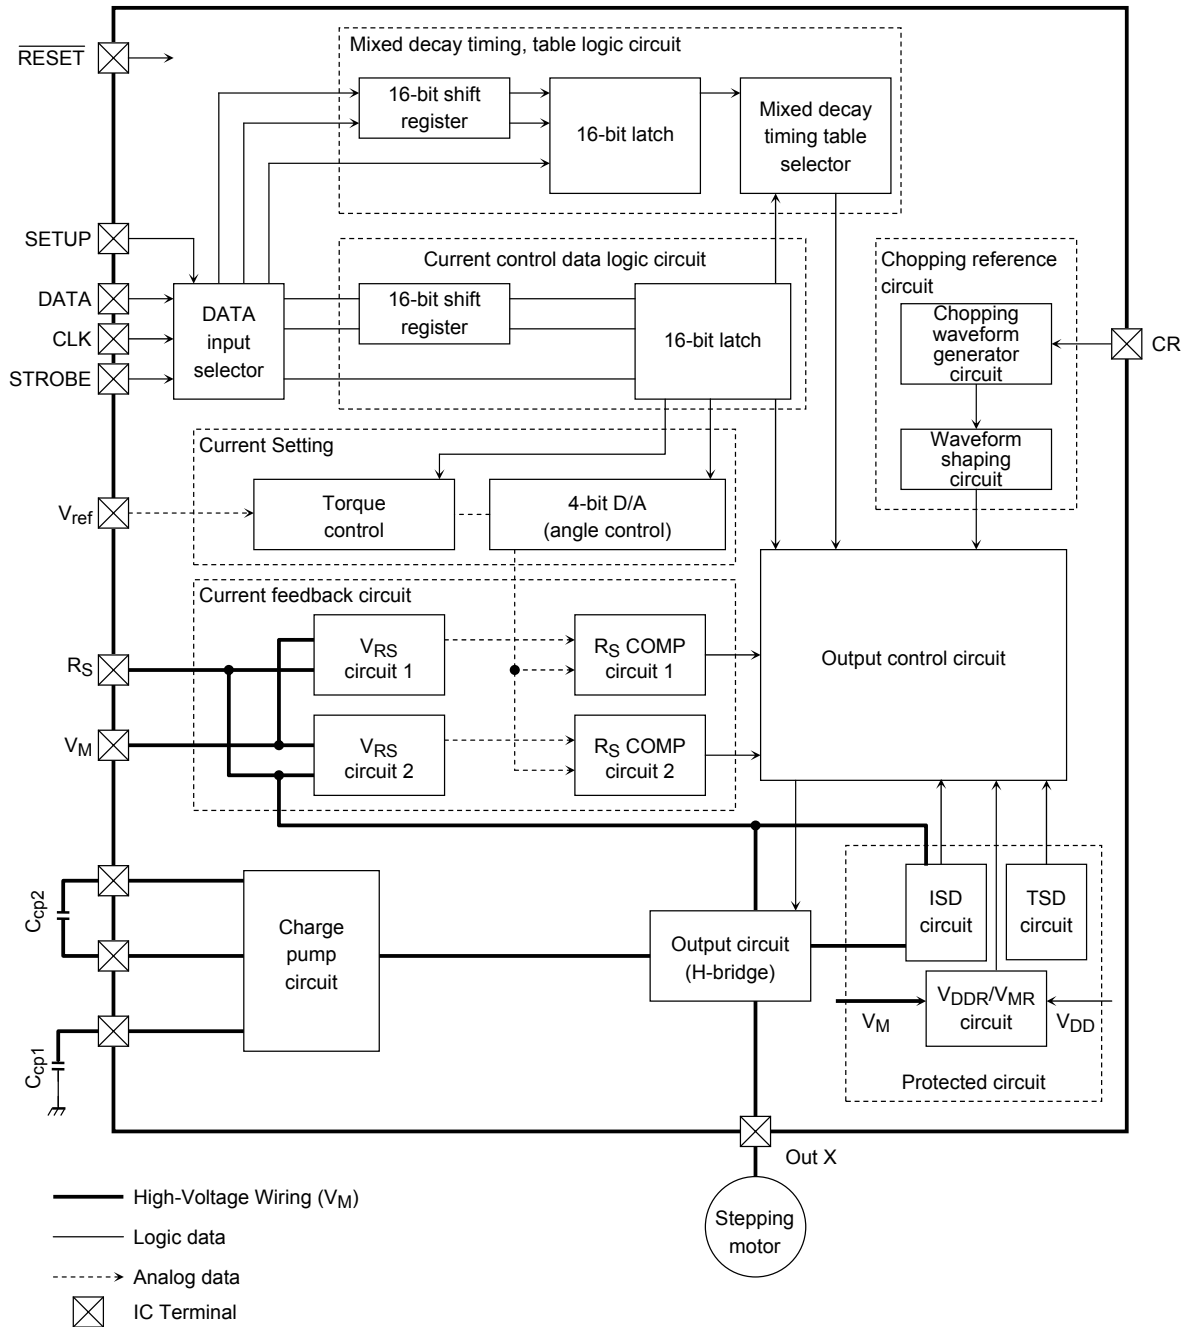 RESET
Mixed decay timing, table logic circuit
16-bit shift
register
16-bit latch
Mixed decay
timing table
selector
SETUP
DATA
CLK
STROBE
DATA
input
selector
Current control data logic circuit
16-bit shift
register
16-bit latch
Chopping reference
circuit
Chopping
waveform
generator
circuit
CR
Waveform
shaping
circuit
Current Setting
Vref
Torque
control
4-bit D/A
(angle control)
Current feedback circuit
RS
VM
VRS
circuit 1
RS COMP
circuit 1
VRS
circuit 2
RS COMP
circuit 2
Output control circuit
Ccp2
Ccp1
Charge
pump
circuit
Output circuit
(H-bridge)
ISD
circuit
TSD
circuit
VM
VDDR/VMR
circuit
VDD
Protected circuit
Out X
Stepping
motor
High-Voltage Wiring (VM)
Logic data
Analog data
IC Terminal